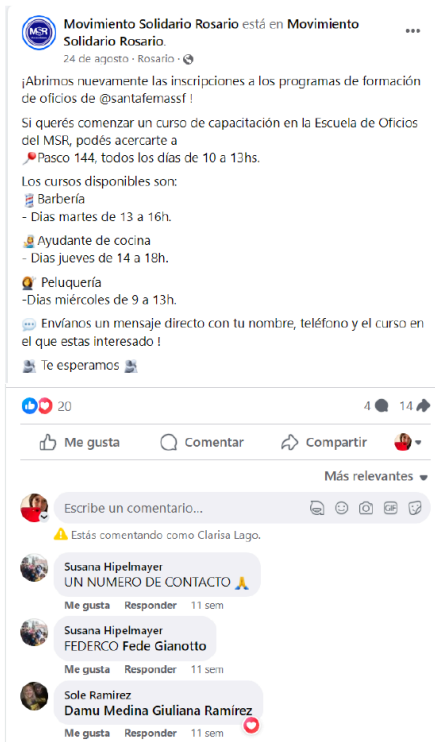 MSR
Movimiento Solidario Rosario está en Movimiento
Solidario Rosario.
24 de agosto · Rosario ·
¡Abrimos nuevamente las inscripciones a los programas de formación
de oficios de @santafemassf !
Si querés comenzar un curso de capacitación en la Escuela de Oficios
del MSR, podés acercarte a
📍Pasco 144, todos los días de 10 a 13hs.
Los cursos disponibles son:
💈Barbería
- Dias martes de 13 a 16h.
👩‍🍳Ayudante de cocina
- Dias jueves de 14 a 18h.
💇 Peluquería
-Dias miércoles de 9 a 13h.
💬 Envíanos un mensaje directo con tu nombre, teléfono y el curso en
el que estas interesado !
🫂 Te esperamos 🫂
20
4 14
Me gusta Comentar Compartir
Más relevantes
Escribe un comentario... GIF
Estás comentando como Clarisa Lago.
Susana Hipelmayer
UN NUMERO DE CONTACTO 🙏
Me gusta Responder 11 sem
Susana Hipelmayer
FEDERCO Fede Gianotto
Me gusta Responder 11 sem
Sole Ramirez
Damu Medina Giuliana Ramírez
Me gusta Responder 11 sem